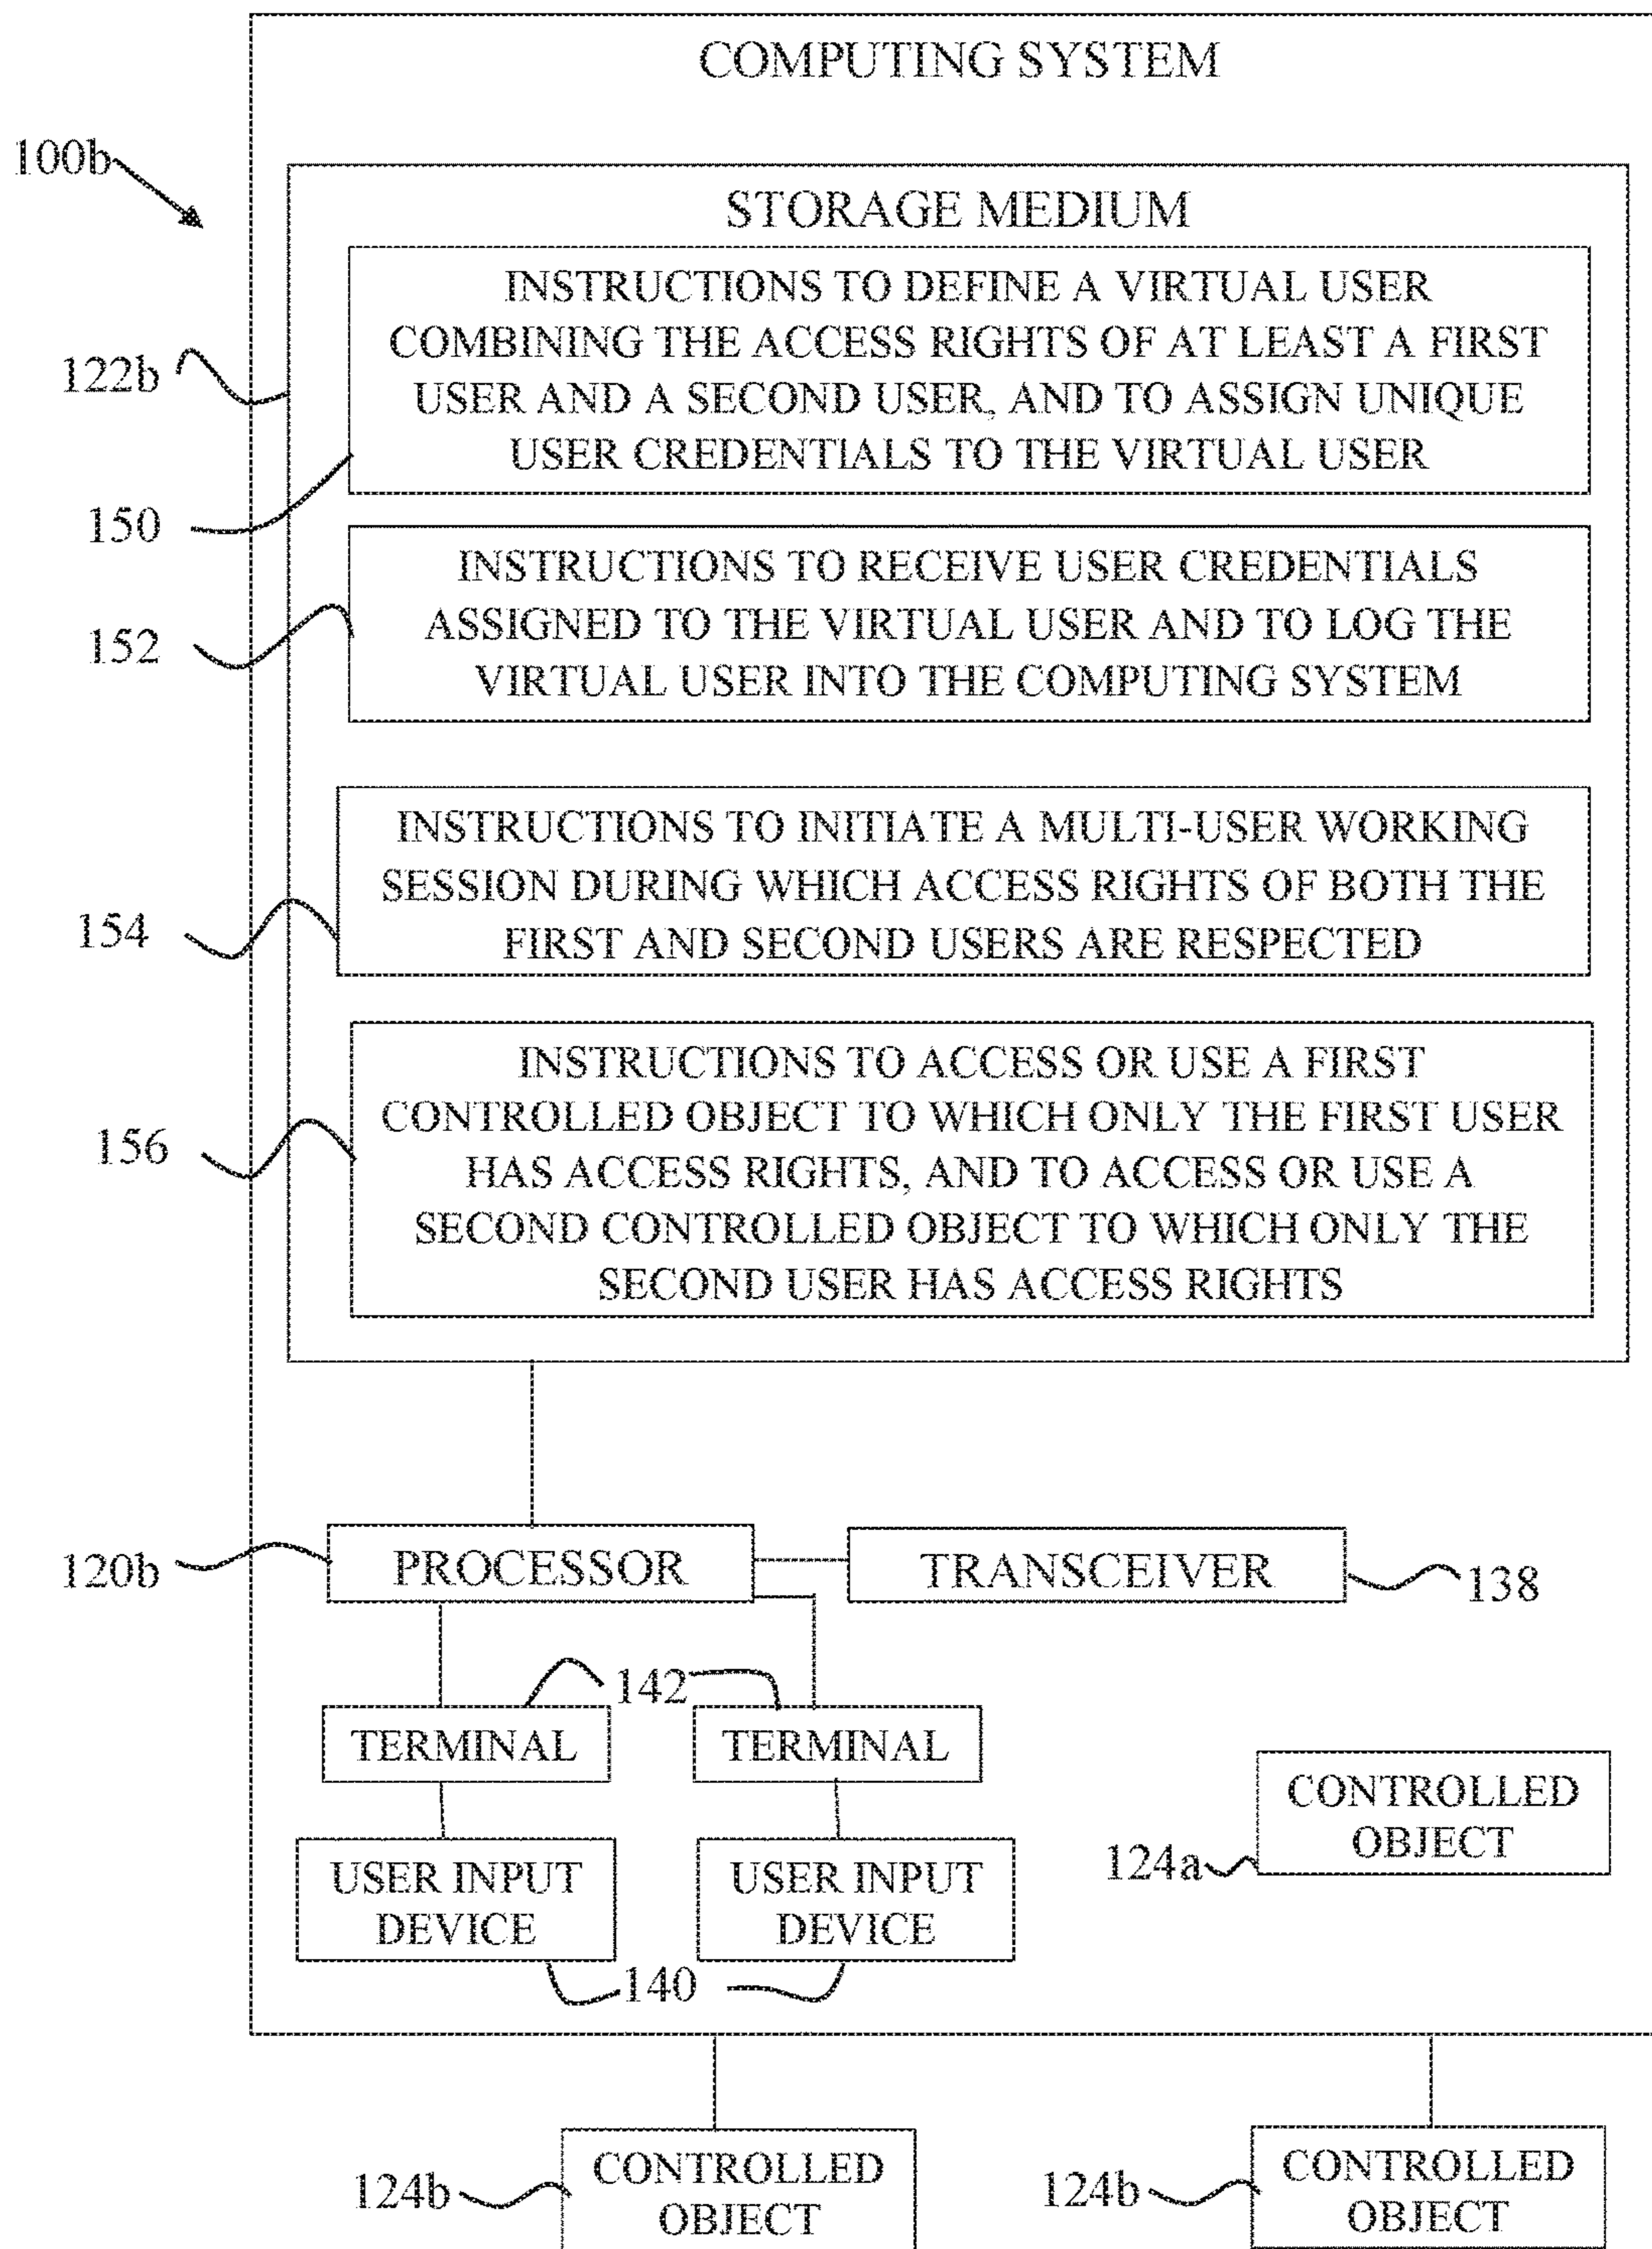 COMPUTING SYSTEM
100b
STORAGE MEDIUM
INSTRUCTIONS TO DEFINE A VIRTUAL USER
COMBINING THE ACCESS RIGHTS OF AT LEAST A FIRST
USER AND A SECOND USER, AND TO ASSIGN UNIQUE
USER CREDENTIALS TO THE VIRTUAL USER
122b
150
INSTRUCTIONS TO RECEIVE USER CREDENTIALS
ASSIGNED TO THE VIRTUAL USER AND TO LOG THE
VIRTUAL USER INTO THE COMPUTING SYSTEM
152
INSTRUCTIONS TO INITIATE A MULTI-USER WORKING
SESSION DURING WHICH ACCESS RIGHTS OF BOTH THE
FIRST AND SECOND USERS ARE RESPECTED
154
INSTRUCTIONS TO ACCESS OR USE A FIRST
CONTROLLED OBJECT TO WHICH ONLY THE FIRST USER
HAS ACCESS RIGHTS, AND TO ACCESS OR USE A
SECOND CONTROLLED OBJECT TO WHICH ONLY THE
SECOND USER HAS ACCESS RIGHTS
156
120b
PROCESSOR
TRANSCEIVER
138
142
TERMINAL
TERMINAL
CONTROLLED
OBJECT
124a
USER INPUT
DEVICE
USER INPUT
DEVICE
140
124b
CONTROLLED
OBJECT
124b
CONTROLLED
OBJECT